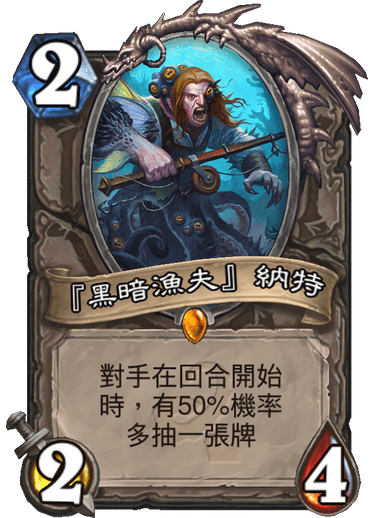 2
『黑暗漁夫』納特
對手在回合開始
時，有50%機率
多抽一張牌
2
4